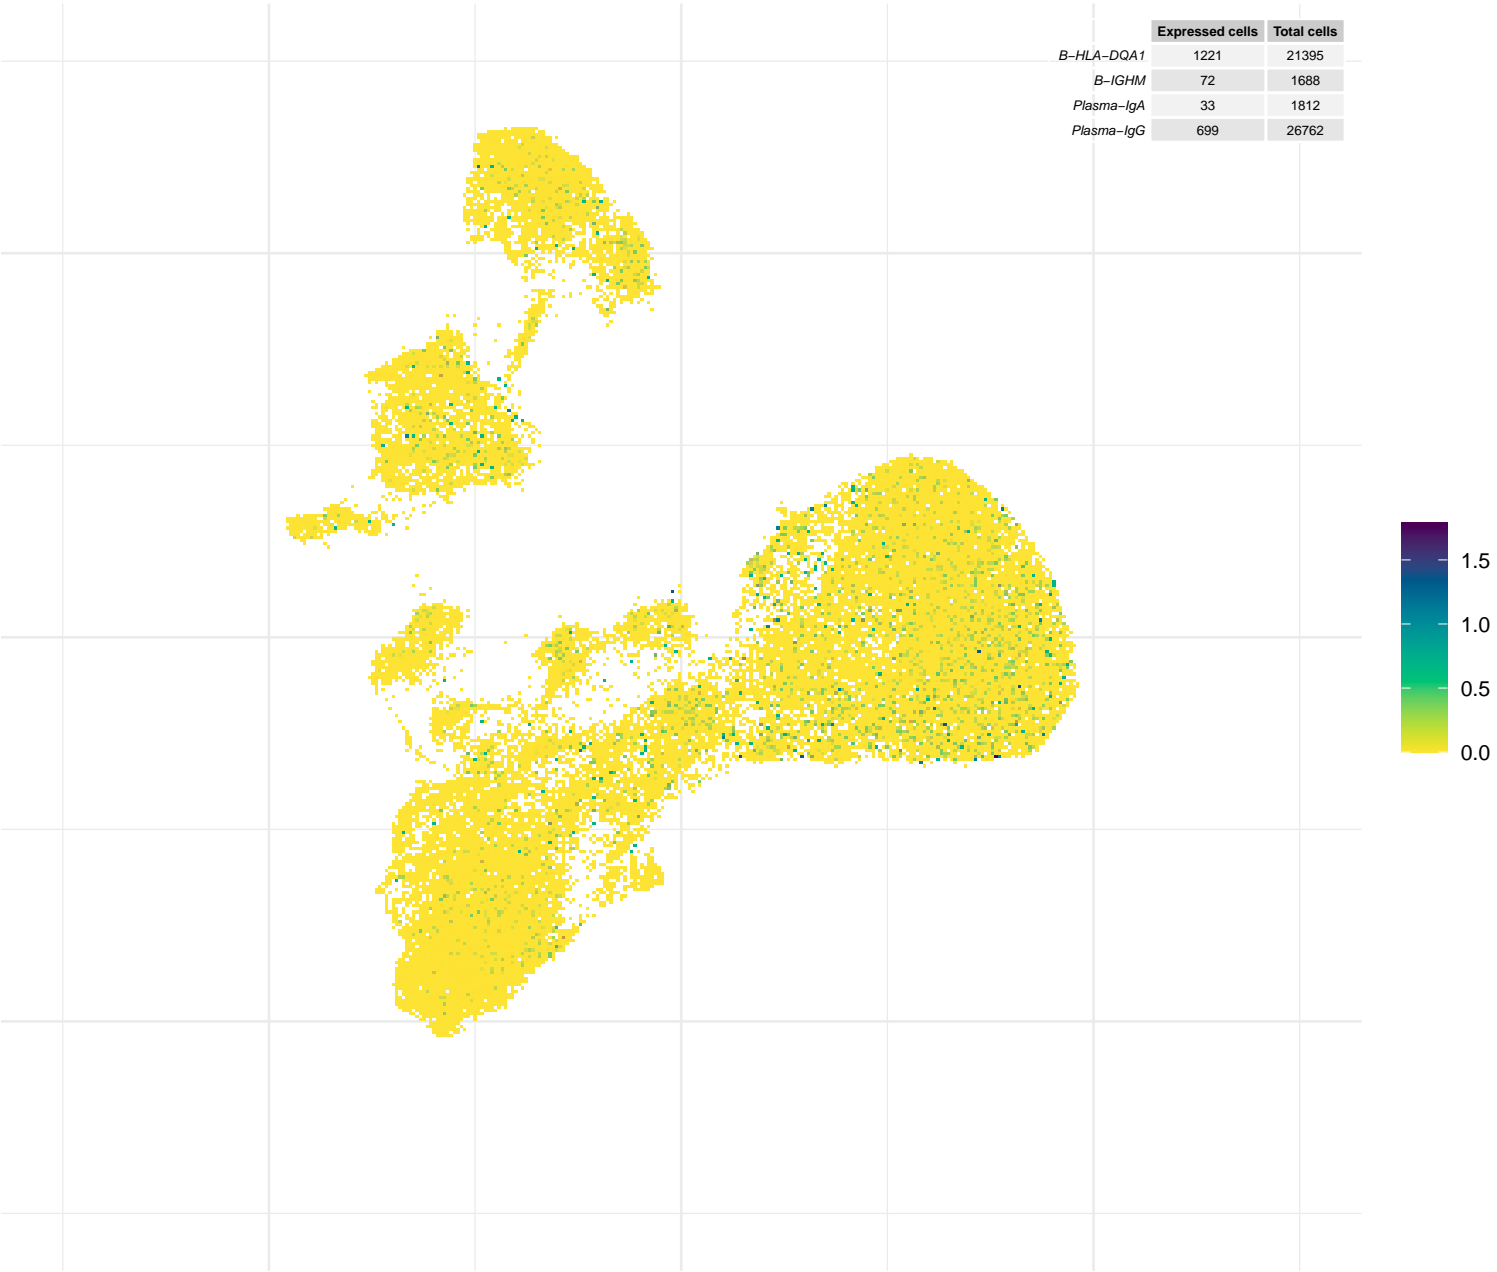 Expressed cells Total cells
B−HLA−DQA1 1221 21395
B−IGHM 72 1688
Plasma−IgA 33 1812
Plasma−IgG 699 26762
1.5
1.0
0.5
0.0